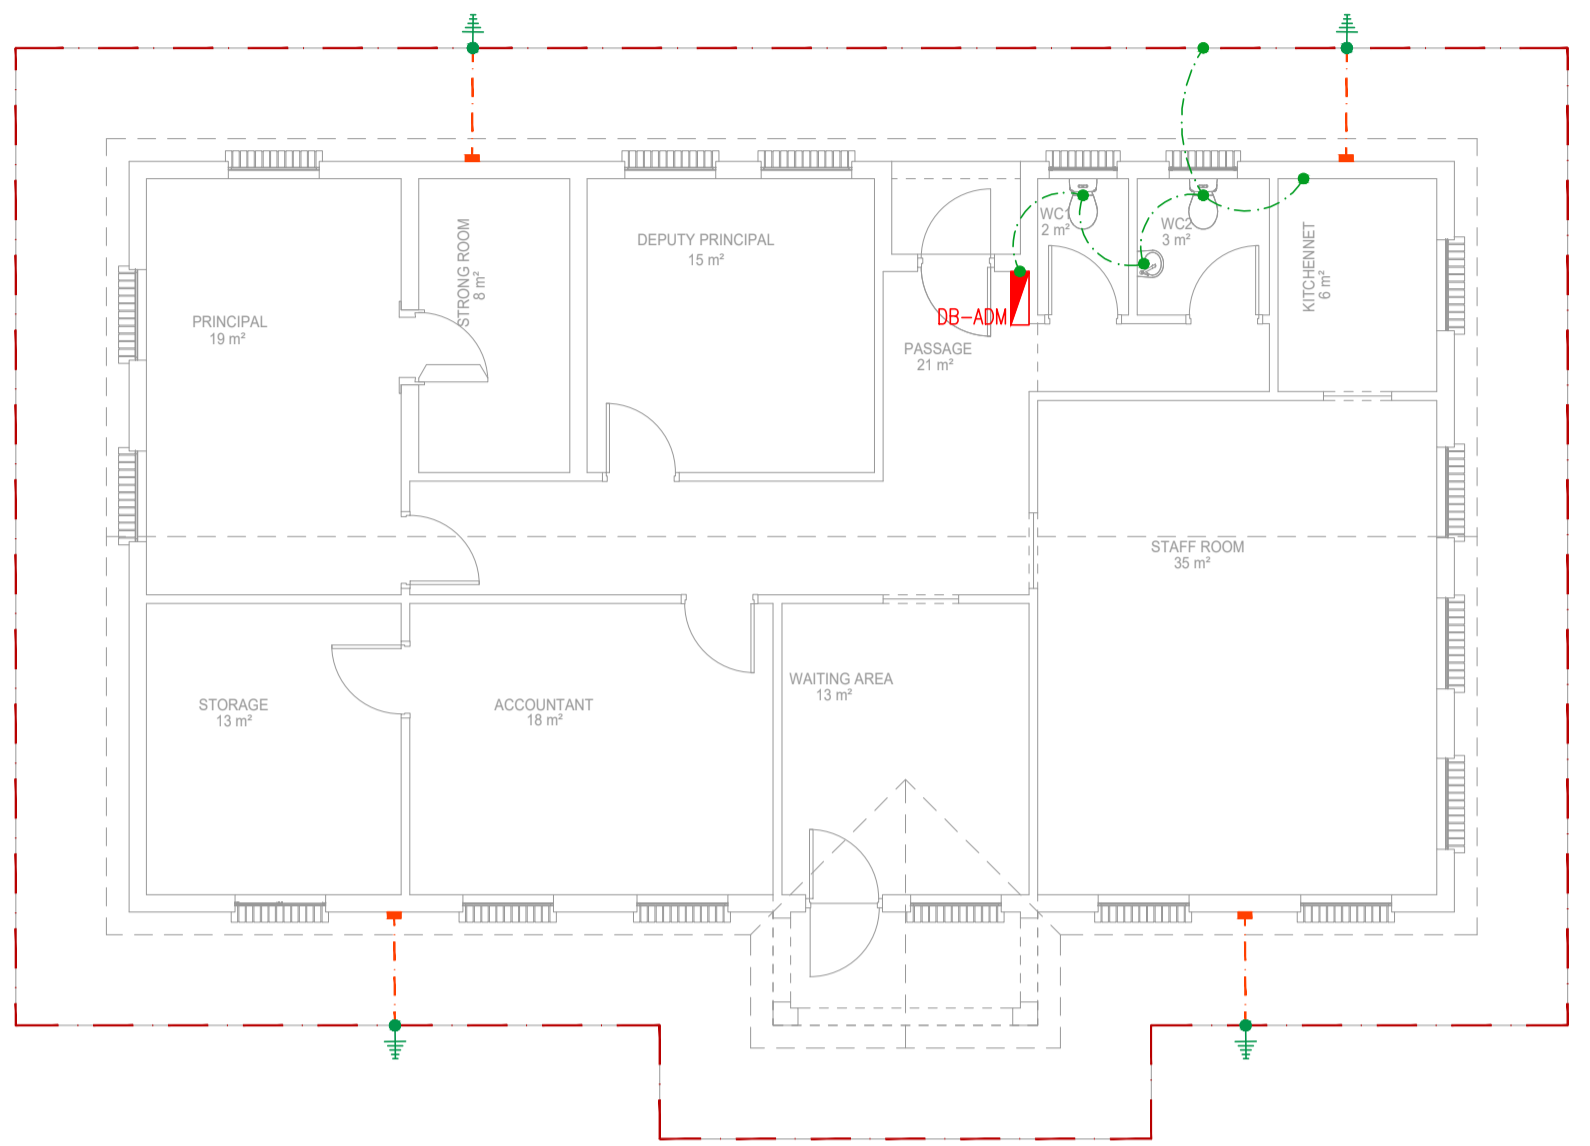 WC1
2 m²
WC2
3 m²
DEPUTY PRINCIPAL
15 m²
STRONG ROOM
8 m²
KITCHENNET
6 m²
PRINCIPAL
19 m²
DB-ADM
PASSAGE
21 m²
STAFF ROOM
35 m²
STORAGE
13 m²
ACCOUNTANT
18 m²
WAITING AREA
13 m²